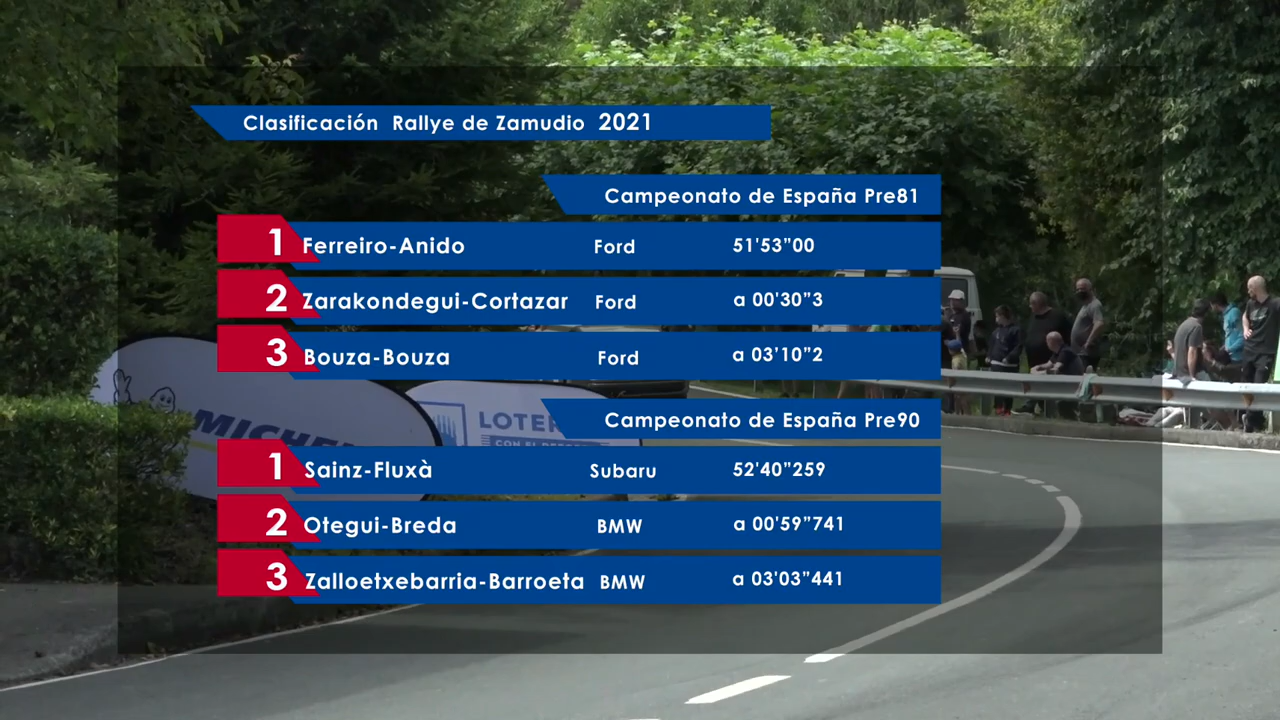 Clasificación Rallye de Zamudio 2021
Campeonato de España Pre81
1 Ferreiro-Anido Ford 51'53”00
2 Zarakondegui-Cortazar Ford a 00'30”3
3 Bouza-Bouza Ford a 03'10”2
Campeonato de España Pre90
1 Sainz-Fluxà Subaru 52'40”259
2 Otegui-Breda BMW a 00'59”741
3 Zalloetxebarria-Barroeta BMW a 03'03”441